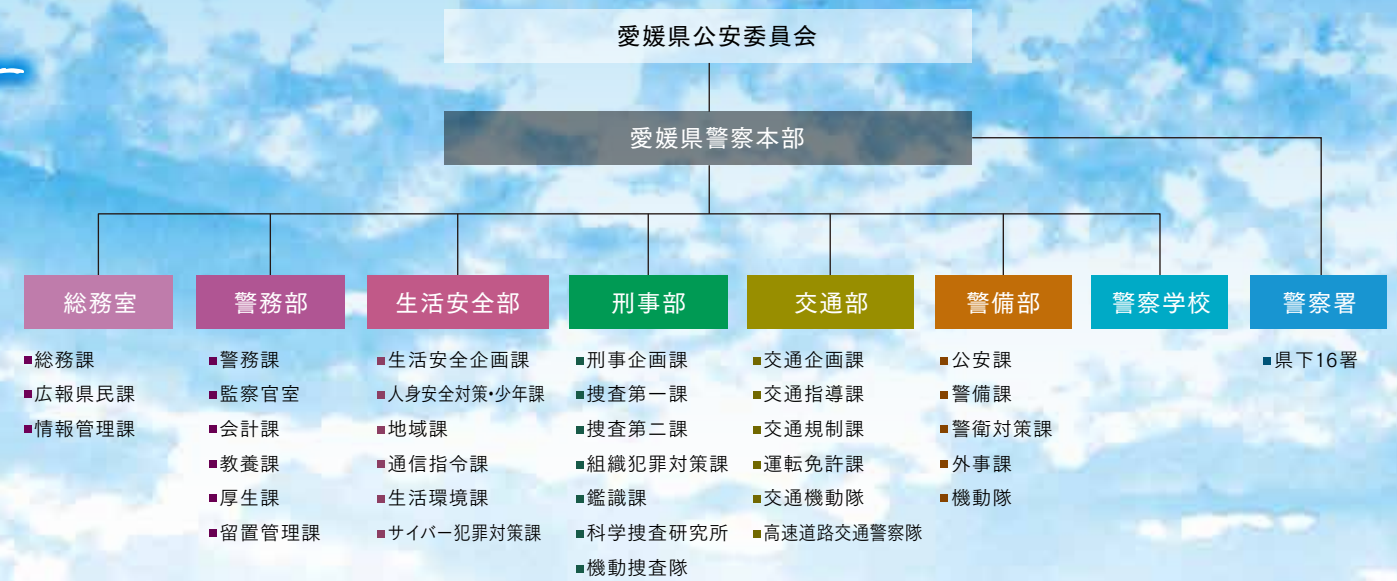 愛媛県公安委員会
愛媛県警察本部
総務室
■総務課
■広報県民課
■情報管理課
警務部
■警務課
■監察官室
■会計課
■教養課
■厚生課
■留置管理課
生活安全部
■生活安全企画課
■人身安全対策・少年課
■地域課
■通信指令課
■生活環境課
■サイバー犯罪対策課
刑事部
■刑事企画課
■捜査第一課
■捜査第二課
■組織犯罪対策課
■鑑識課
■科学捜査研究所
■機動捜査隊
交通部
■交通企画課
■交通指導課
■交通規制課
■運転免許課
■交通機動隊
■高速道路交通警察隊
警備部
■公安課
■警備課
■警衛対策課
■外事課
■機動隊
警察学校
警察署
■県下16署